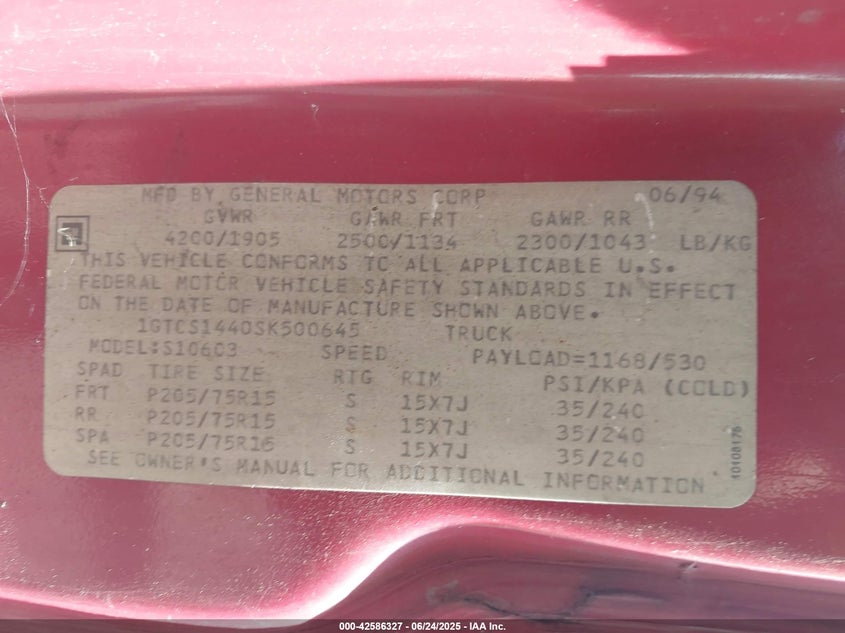 MFD BY GENERAL MOTORS CORP 06/94
GVWR GAWR FRT GAWR RR
4200/1905 2500/1134 2300/1043 LB/KG
THIS VEHICLE CONFORMS TO ALL APPLICABLE U.S.
FEDERAL MOTOR VEHICLE SAFETY STANDARDS IN EFFECT
ON THE DATE OF MANUFACTURE SHOWN ABOVE.
1GTCS1440SK500645 TRUCK
MODEL:S10603 SPEED PAYLOAD=1168/530
SPAD TIRE SIZE RTG RIM PSI/KPA (COLD)
FRT P205/75R15 S 15X7J 35/240
RR P205/75R15 S 15X7J 35/240
SPA P205/75R15 S 15X7J 35/240
SEE OWNER'S MANUAL FOR ADDITIONAL INFORMATION
10108176
000-42586327 / 06/24/2025 - IAA Inc.